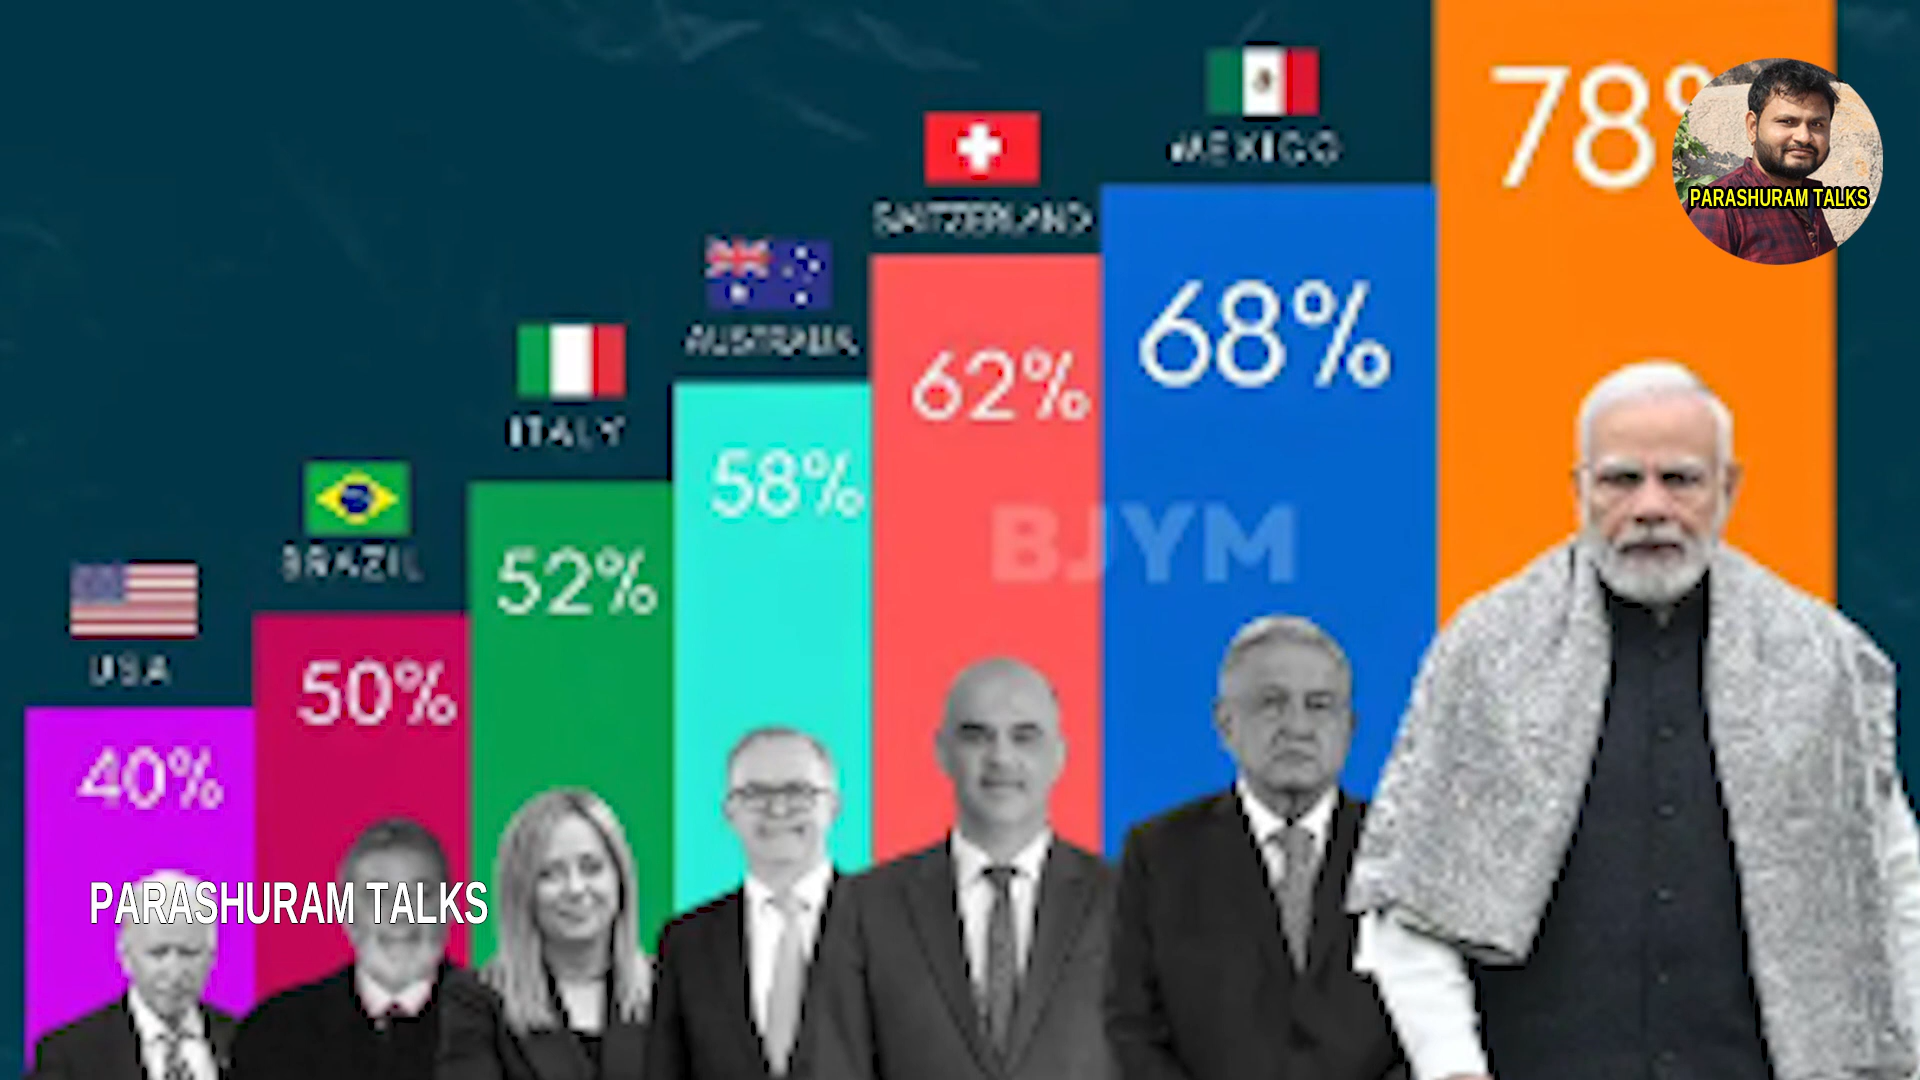 78%
PARASHURAM TALKS
MEXICO
SWITZERLAND
68%
AUSTRALIA
62%
ITALY
58%
BJYM
BRAZIL
52%
USA
50%
40%
PARASHURAM TALKS